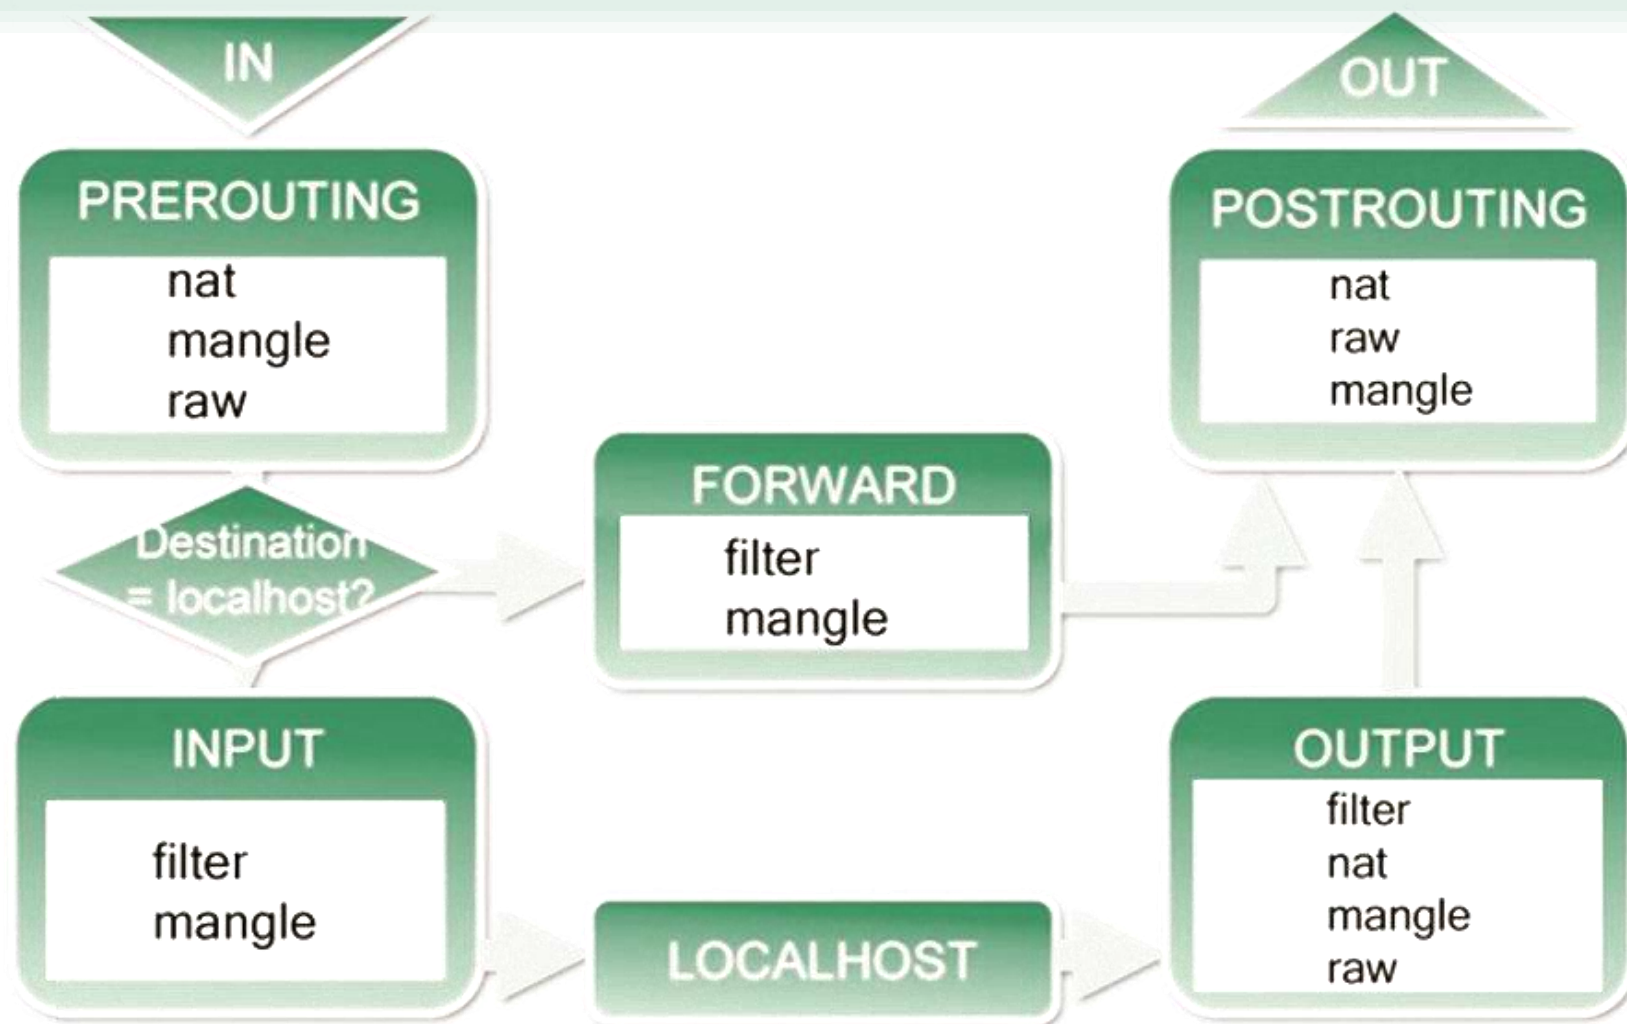 IN
PREROUTING
nat
mangle
raw
Destination
= localhost?
INPUT
filter
mangle
FORWARD
filter
mangle
LOCALHOST
OUT
POSTROUTING
nat
raw
mangle
OUTPUT
filter
nat
mangle
raw